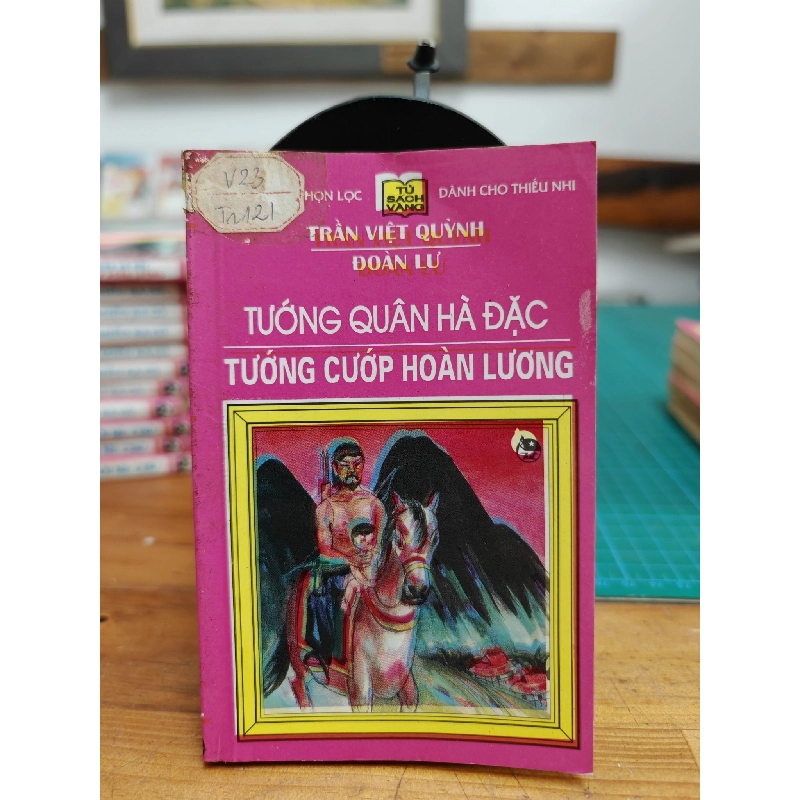 V23
Tr121
HỌN LỌC
TỦ
SÁCH
VÀNG
DÀNH CHO THIẾU NHI
TRẦN VIỆT QUỲNH
ĐOÀN LƯ
TƯỚNG QUÂN HÀ ĐẶC
TƯỚNG CƯỚP HOÀN LƯƠNG